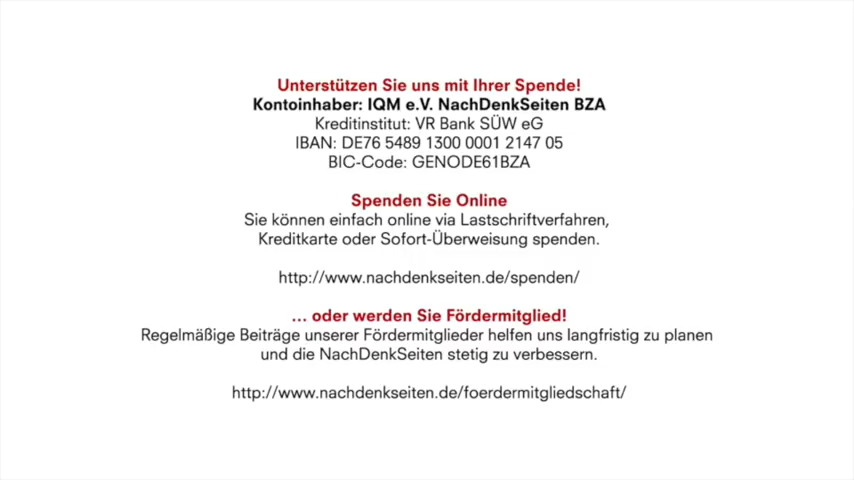 Unterstützen Sie uns mit Ihrer Spende!
Kontoinhaber: IQM e.V. NachDenkSeiten BZA
Kreditinstitut: VR Bank SÜW eG
IBAN: DE76 5489 1300 0001 2147 05
BIC-Code: GENODE61BZA
Spenden Sie Online
Sie können einfach online via Lastschriftverfahren,
Kreditkarte oder Sofort-Überweisung spenden.
http://www.nachdenkseiten.de/spenden/
... oder werden Sie Fördermitglied!
Regelmäßige Beiträge unserer Fördermitglieder helfen uns langfristig zu planen
und die NachDenkSeiten stetig zu verbessern.
http://www.nachdenkseiten.de/foerdermitgliedschaft/